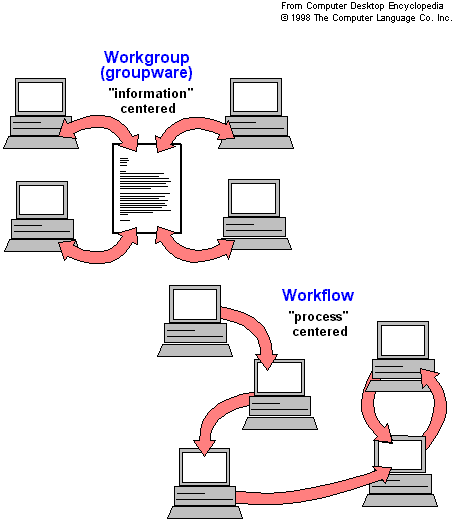 From Computer Desktop Encyclopedia
© 1998 The Computer Language Co. Inc.
Workgroup
(groupware)
"information"
centered
Workflow
"process"
centered